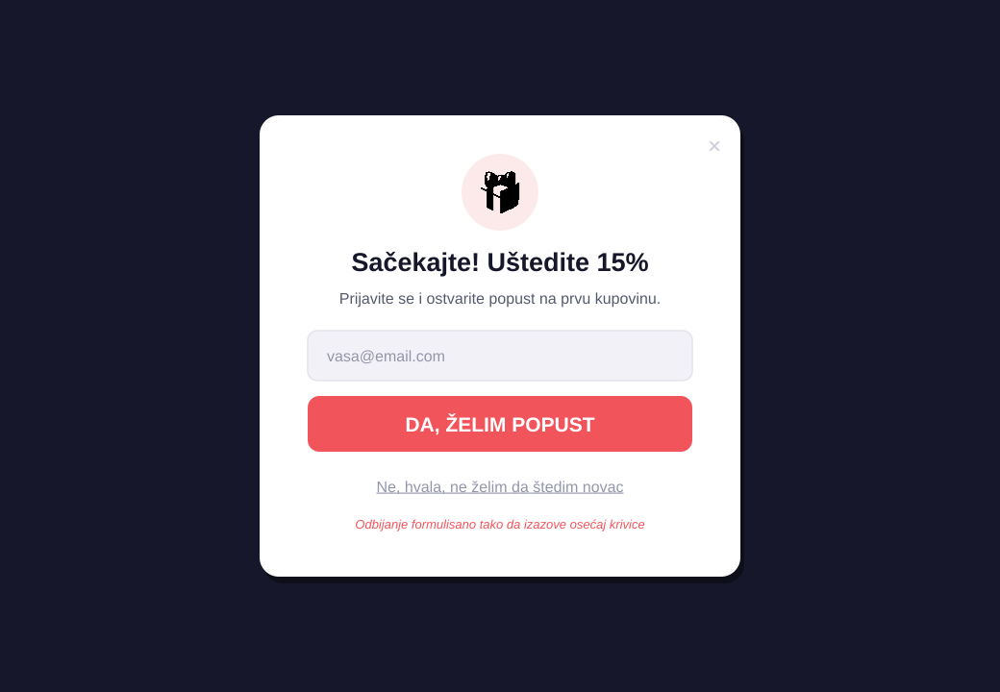 ×
Sačekajte! Uštedite 15%
Prijavite se i ostvarite popust na prvu kupovinu.
vasa@email.com
DA, ŽELIM POPUST
Ne, hvala, ne želim da štedim novac
Odbijanje formulisano tako da izazove osećaj krivice